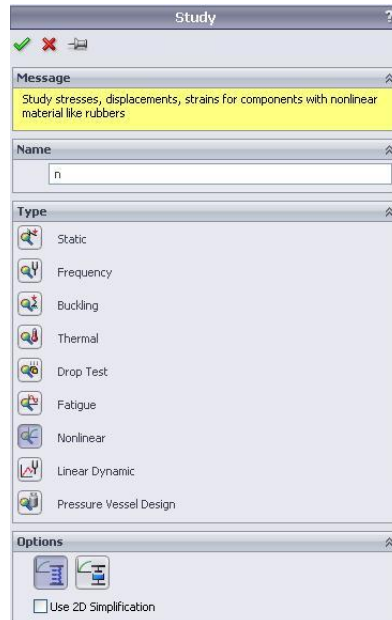 Study
?
Message
Study stresses, displacements, strains for components with nonlinear
material like rubbers
Name
n
Type
Static
Frequency
Buckling
Thermal
Drop Test
Fatigue
Nonlinear
Linear Dynamic
Pressure Vessel Design
Options
Use 2D Simplification